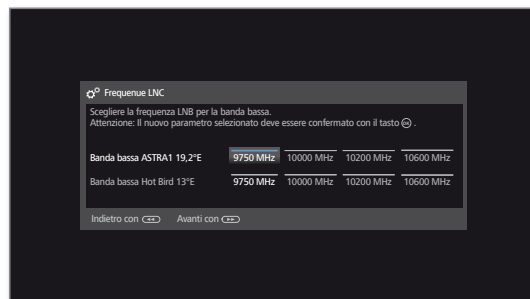 Frequenue LNC
Scegliere la frequenza LNB per la banda bassa.
Attenzione: Il nuovo parametro selezionato deve essere confermato con il tasto OK .
Banda bassa ASTRA1 19,2°E 9750 MHz 10000 MHz 10200 MHz 10600 MHz
Banda bassa Hot Bird 13°E 9750 MHz 10000 MHz 10200 MHz 10600 MHz
Indietro con Avanti con